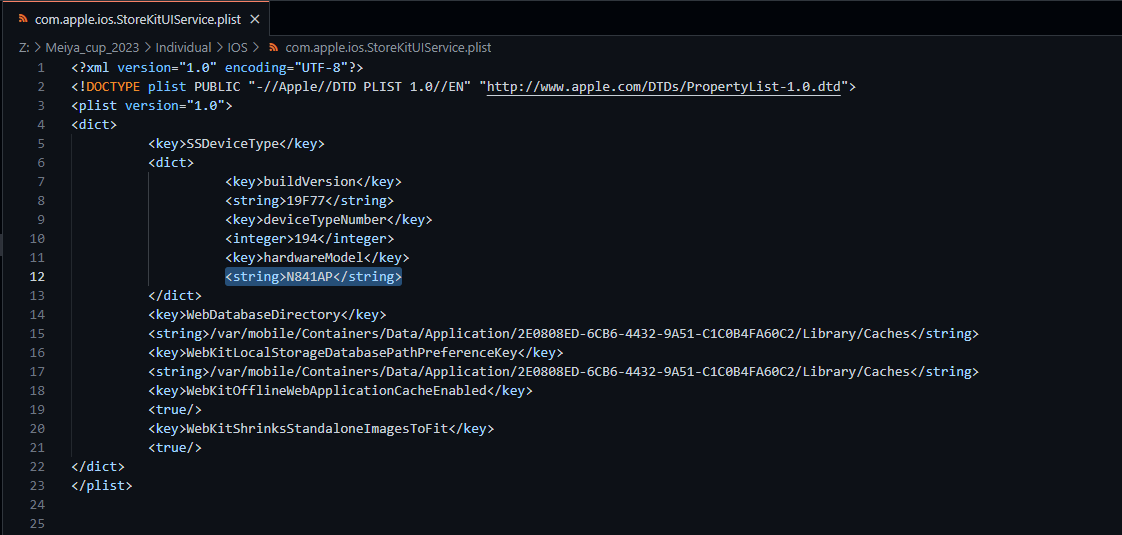 com.apple.ios.StoreKitUIService.plist ×
Z: > Meiya_cup_2023 > Individual > IOS > com.apple.ios.StoreKitUIService.plist
1 <?xml version="1.0" encoding="UTF-8"?>
2 <!DOCTYPE plist PUBLIC "-//Apple//DTD PLIST 1.0//EN" "http://www.apple.com/DTDs/PropertyList-1.0.dtd">
3 <plist version="1.0">
4 <dict>
5 <key>SSDeviceType</key>
6 <dict>
7 <key>buildVersion</key>
8 <string>19F77</string>
9 <key>deviceTypeNumber</key>
10 <integer>194</integer>
11 <key>hardwareModel</key>
12 <string>N841AP</string>
13 </dict>
14 <key>WebDatabaseDirectory</key>
15 <string>/var/mobile/Containers/Data/Application/2E0808ED-6CB6-4432-9A51-C1C0B4FA60C2/Library/Caches</string>
16 <key>WebKitLocalStorageDatabasePathPreferenceKey</key>
17 <string>/var/mobile/Containers/Data/Application/2E0808ED-6CB6-4432-9A51-C1C0B4FA60C2/Library/Caches</string>
18 <key>WebKitOfflineWebApplicationCacheEnabled</key>
19 <true/>
20 <key>WebKitShrinksStandaloneImagesToFit</key>
21 <true/>
22 </dict>
23 </plist>
24
25